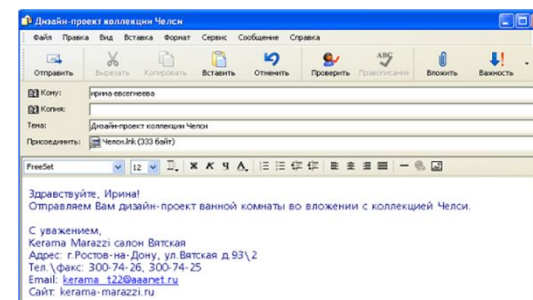 Дизайн-проект коллекции Челси
Файл Правка Вид Вставка Формат Сервис Сообщение Справка
Отправить Вырезать Копировать Вставить Отменить Проверить Правописание Вложить Важность
Кому: ирина евсегнеева
Копия:
Тема: Дизайн-проект коллекции Челси
Присоединить: Челси.lnk (333 байт)
FreeSet 12 Ж К Ч А
Здравствуйте, Ирина!
Отправляем Вам дизайн-проект ванной комнаты во вложении с коллекцией Челси.
С уважением,
Kerama Marazzi салон Вятская
Адрес: г.Ростов-на-Дону, ул.Вятская д.93\2
Тел.\факс: 300-74-26, 300-74-25
Email: kerama_t22@aaanet.ru
Сайт: kerama-marazzi.ru